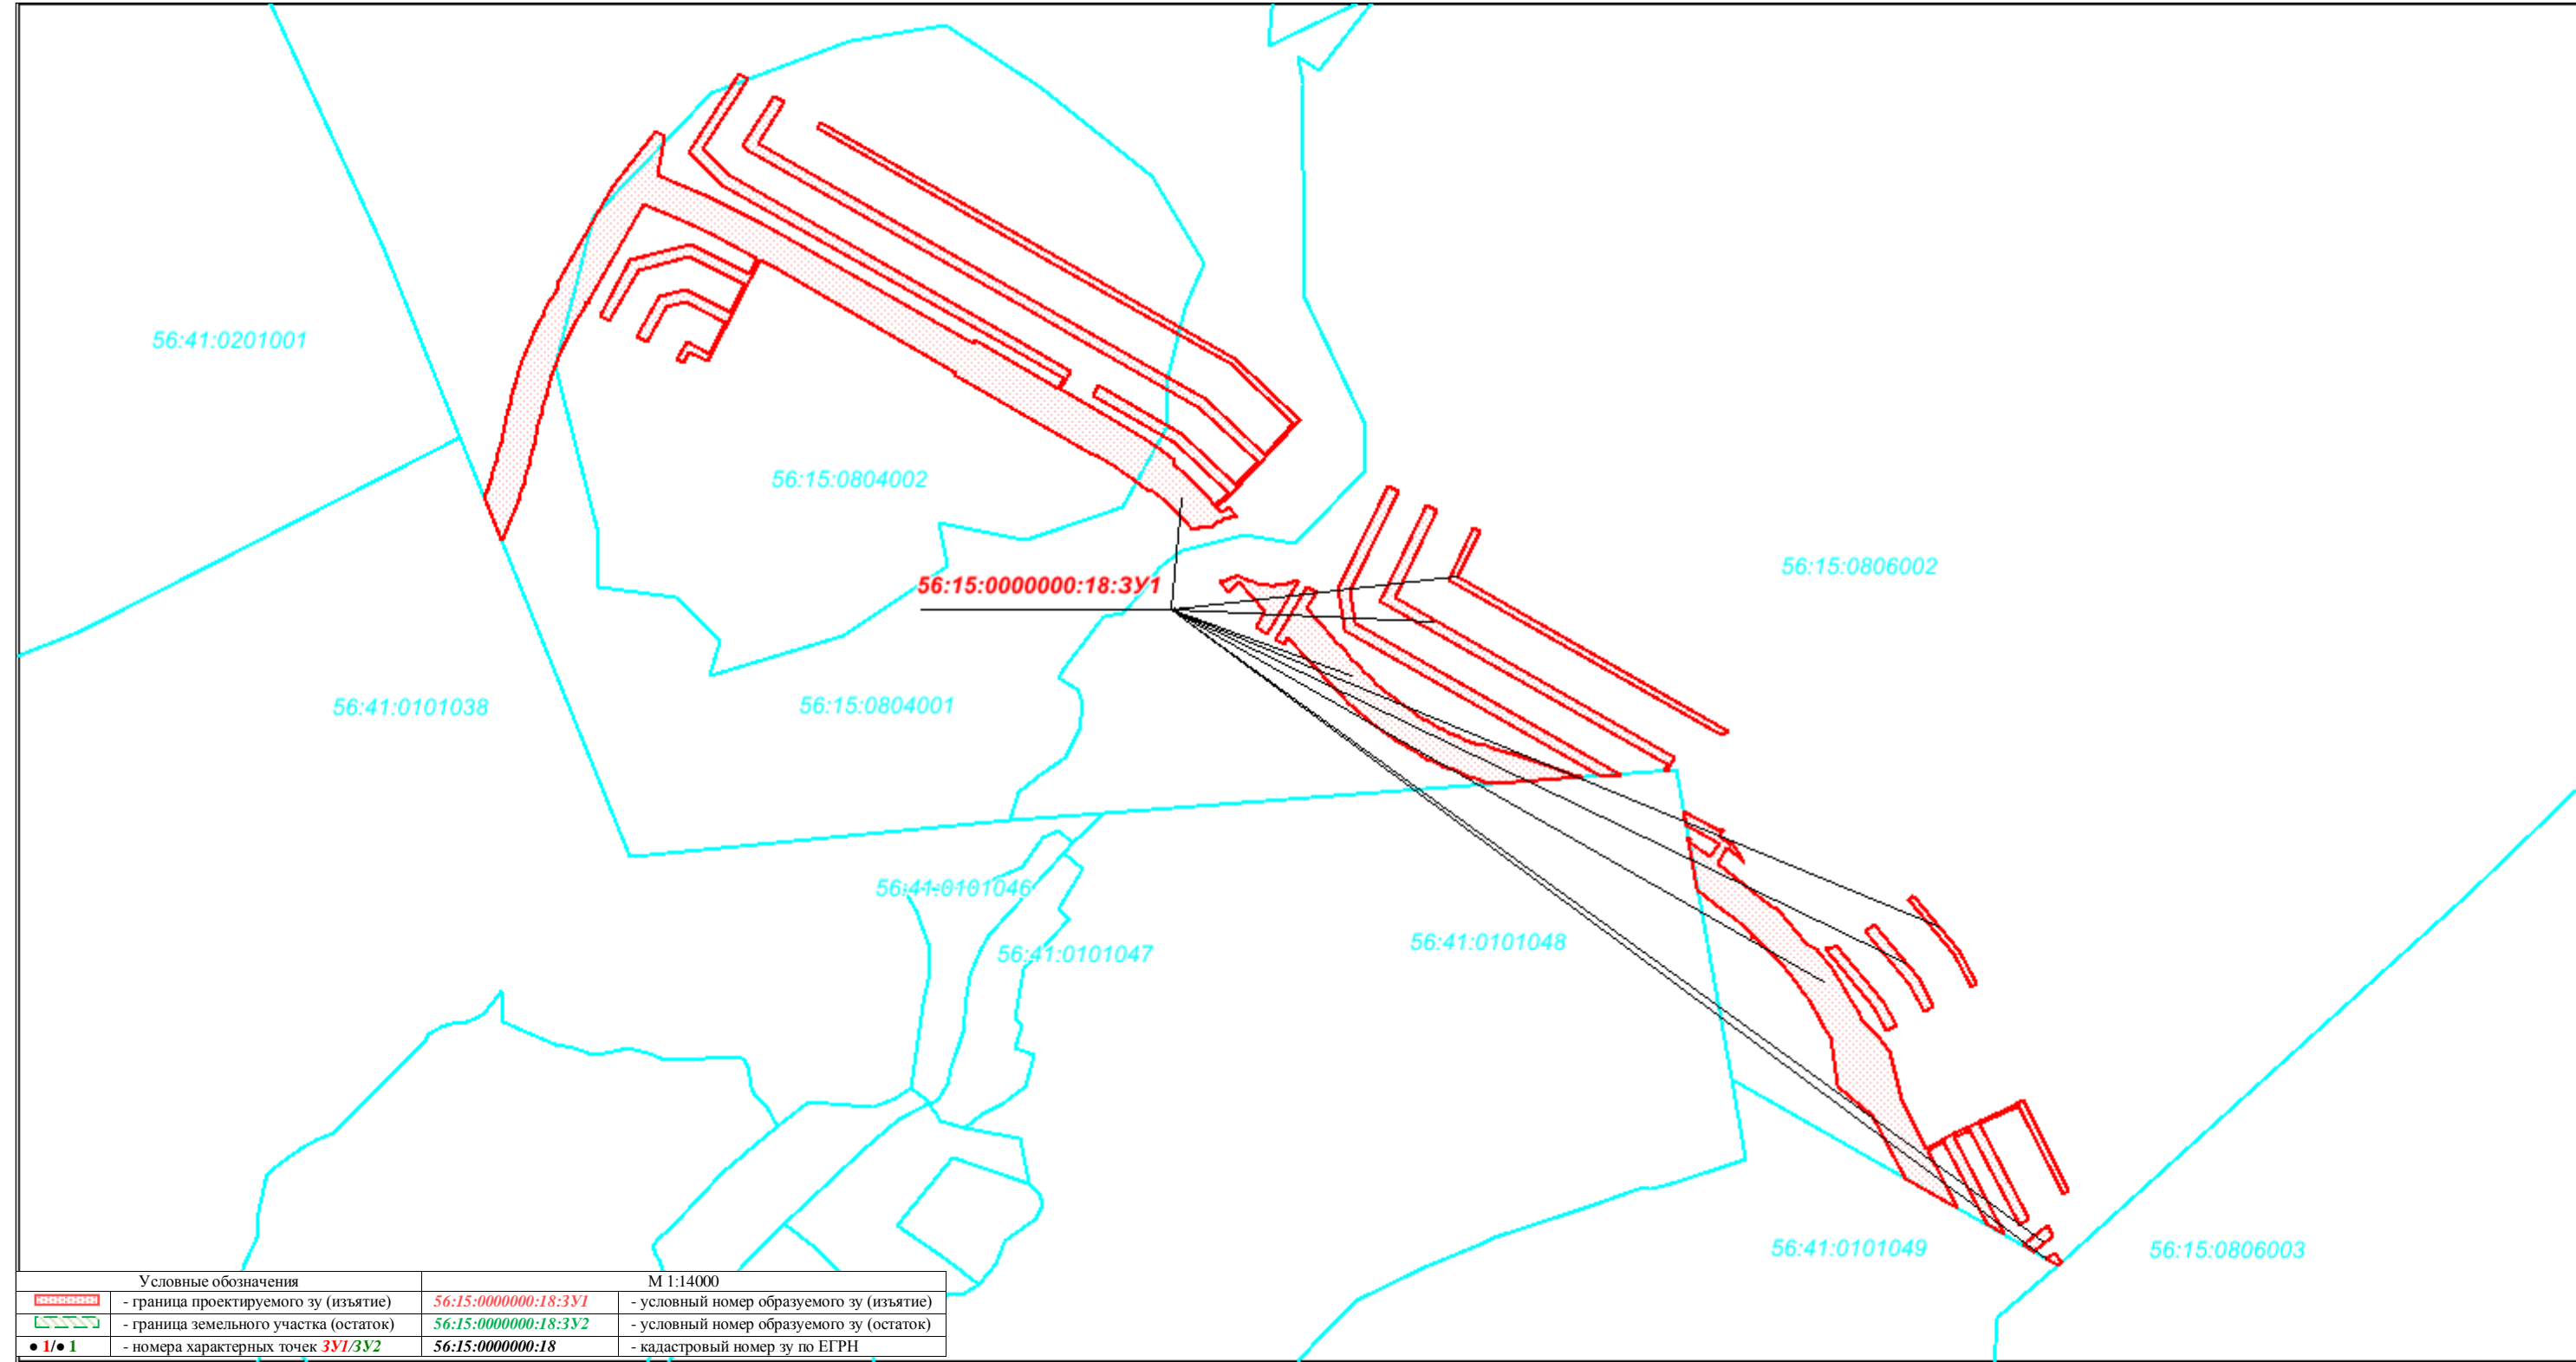 56:41:0201001
56:15:0804002
56:15:0806002
56:15:0000000:18:ЗУ1
56:41:0101038
56:15:0804001
56:41:0101046
56:41:0101047
56:41:0101048
56:41:0101049
56:15:0806003
Условные обозначения М 1:14000
- граница проектируемого зу (изъятие) 56:15:0000000:18:ЗУ1 - условный номер образуемого зу (изъятие)
- граница земельного участка (остаток) 56:15:0000000:18:ЗУ2 - условный номер образуемого зу (остаток)
● 1/● 1 - номера характерных точек ЗУ1/ЗУ2 56:15:0000000:18 - кадастровый номер зу по ЕГРН